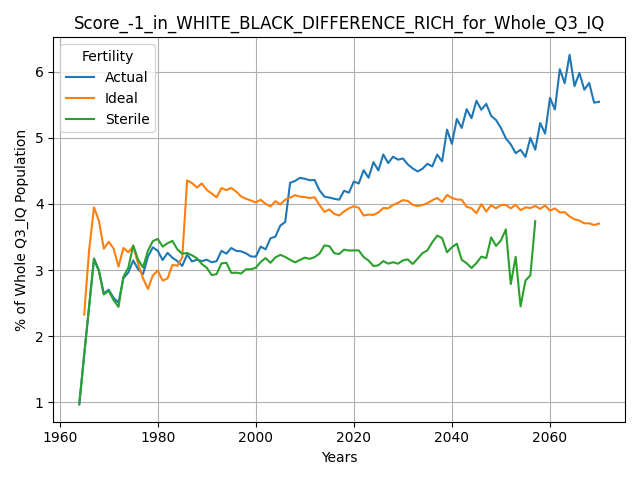 Score_-1_in_WHITE_BLACK_DIFFERENCE_RICH_for_Whole_Q3_IQ
Fertility
Actual
Ideal
Sterile
% of Whole Q3_IQ Population
6
5
4
3
2
1
1960
1980
2000
2020
2040
2060
Years